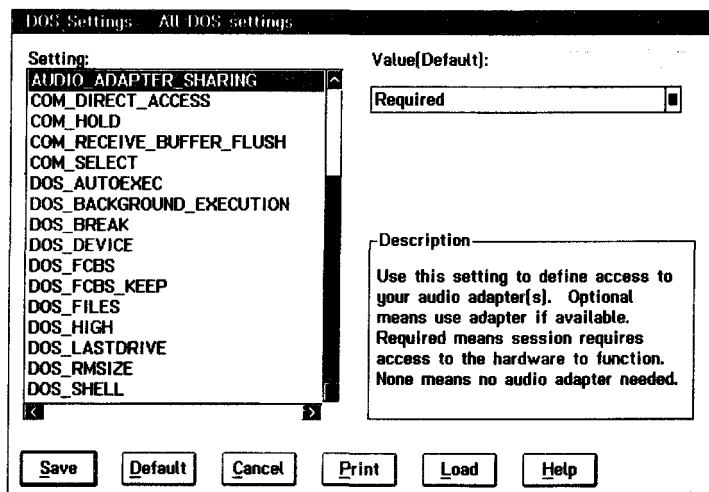 DOS Settings All DOS settings
Setting:
AUDIO_ADAPTER_SHARING
COM_DIRECT_ACCESS
COM_HOLD
COM_RECEIVE_BUFFER_FLUSH
COM_SELECT
DOS_AUTOEXEC
DOS_BACKGROUND_EXECUTION
DOS_BREAK
DOS_DEVICE
DOS_FCBS
DOS_FCBS_KEEP
DOS_FILES
DOS_HIGH
DOS_LASTDRIVE
DOS_RMSIZE
DOS_SHELL
Value(Default):
Required
Description
Use this setting to define access to
your audio adapter(s). Optional
means use adapter if available.
Required means session requires
access to the hardware to function.
None means no audio adapter needed.
Save Default Cancel Print Load Help